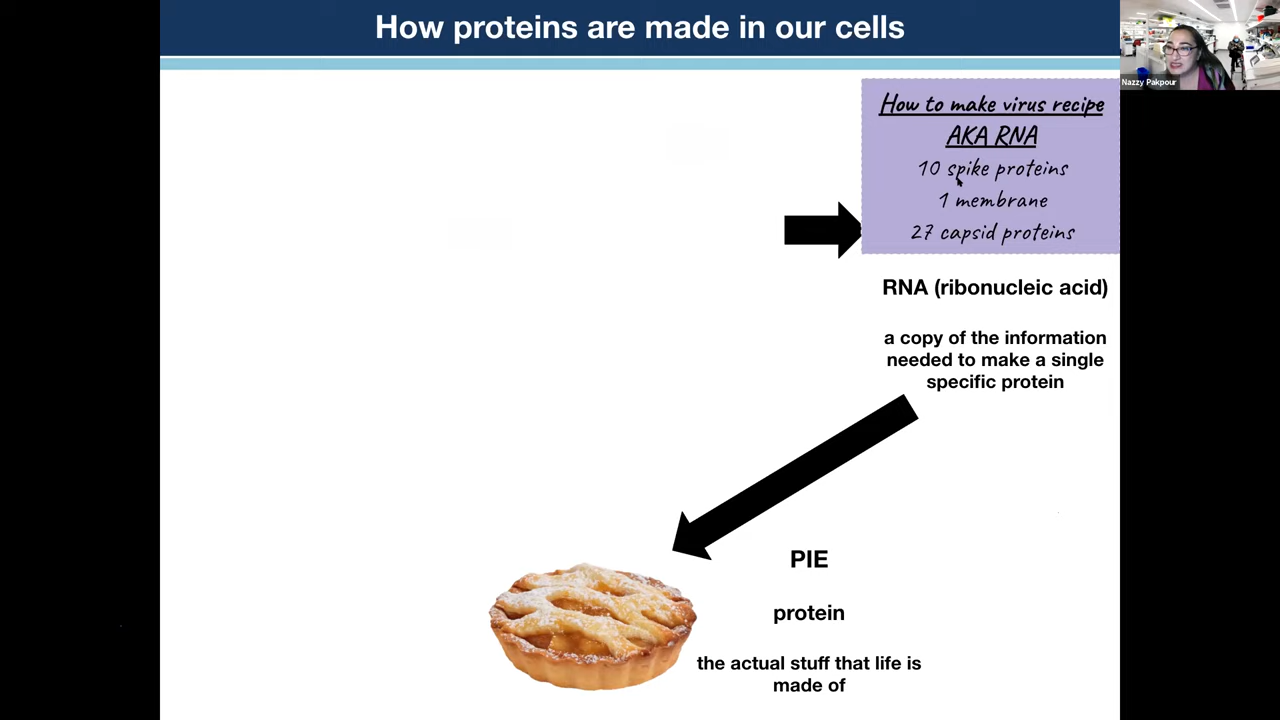 How proteins are made in our cells
Nazzy Pakpour
How to make virus recipe
AKA RNA
10 spike proteins
1 membrane
27 capsid proteins
RNA (ribonucleic acid)
a copy of the information
needed to make a single
specific protein
PIE
protein
the actual stuff that life is
made of